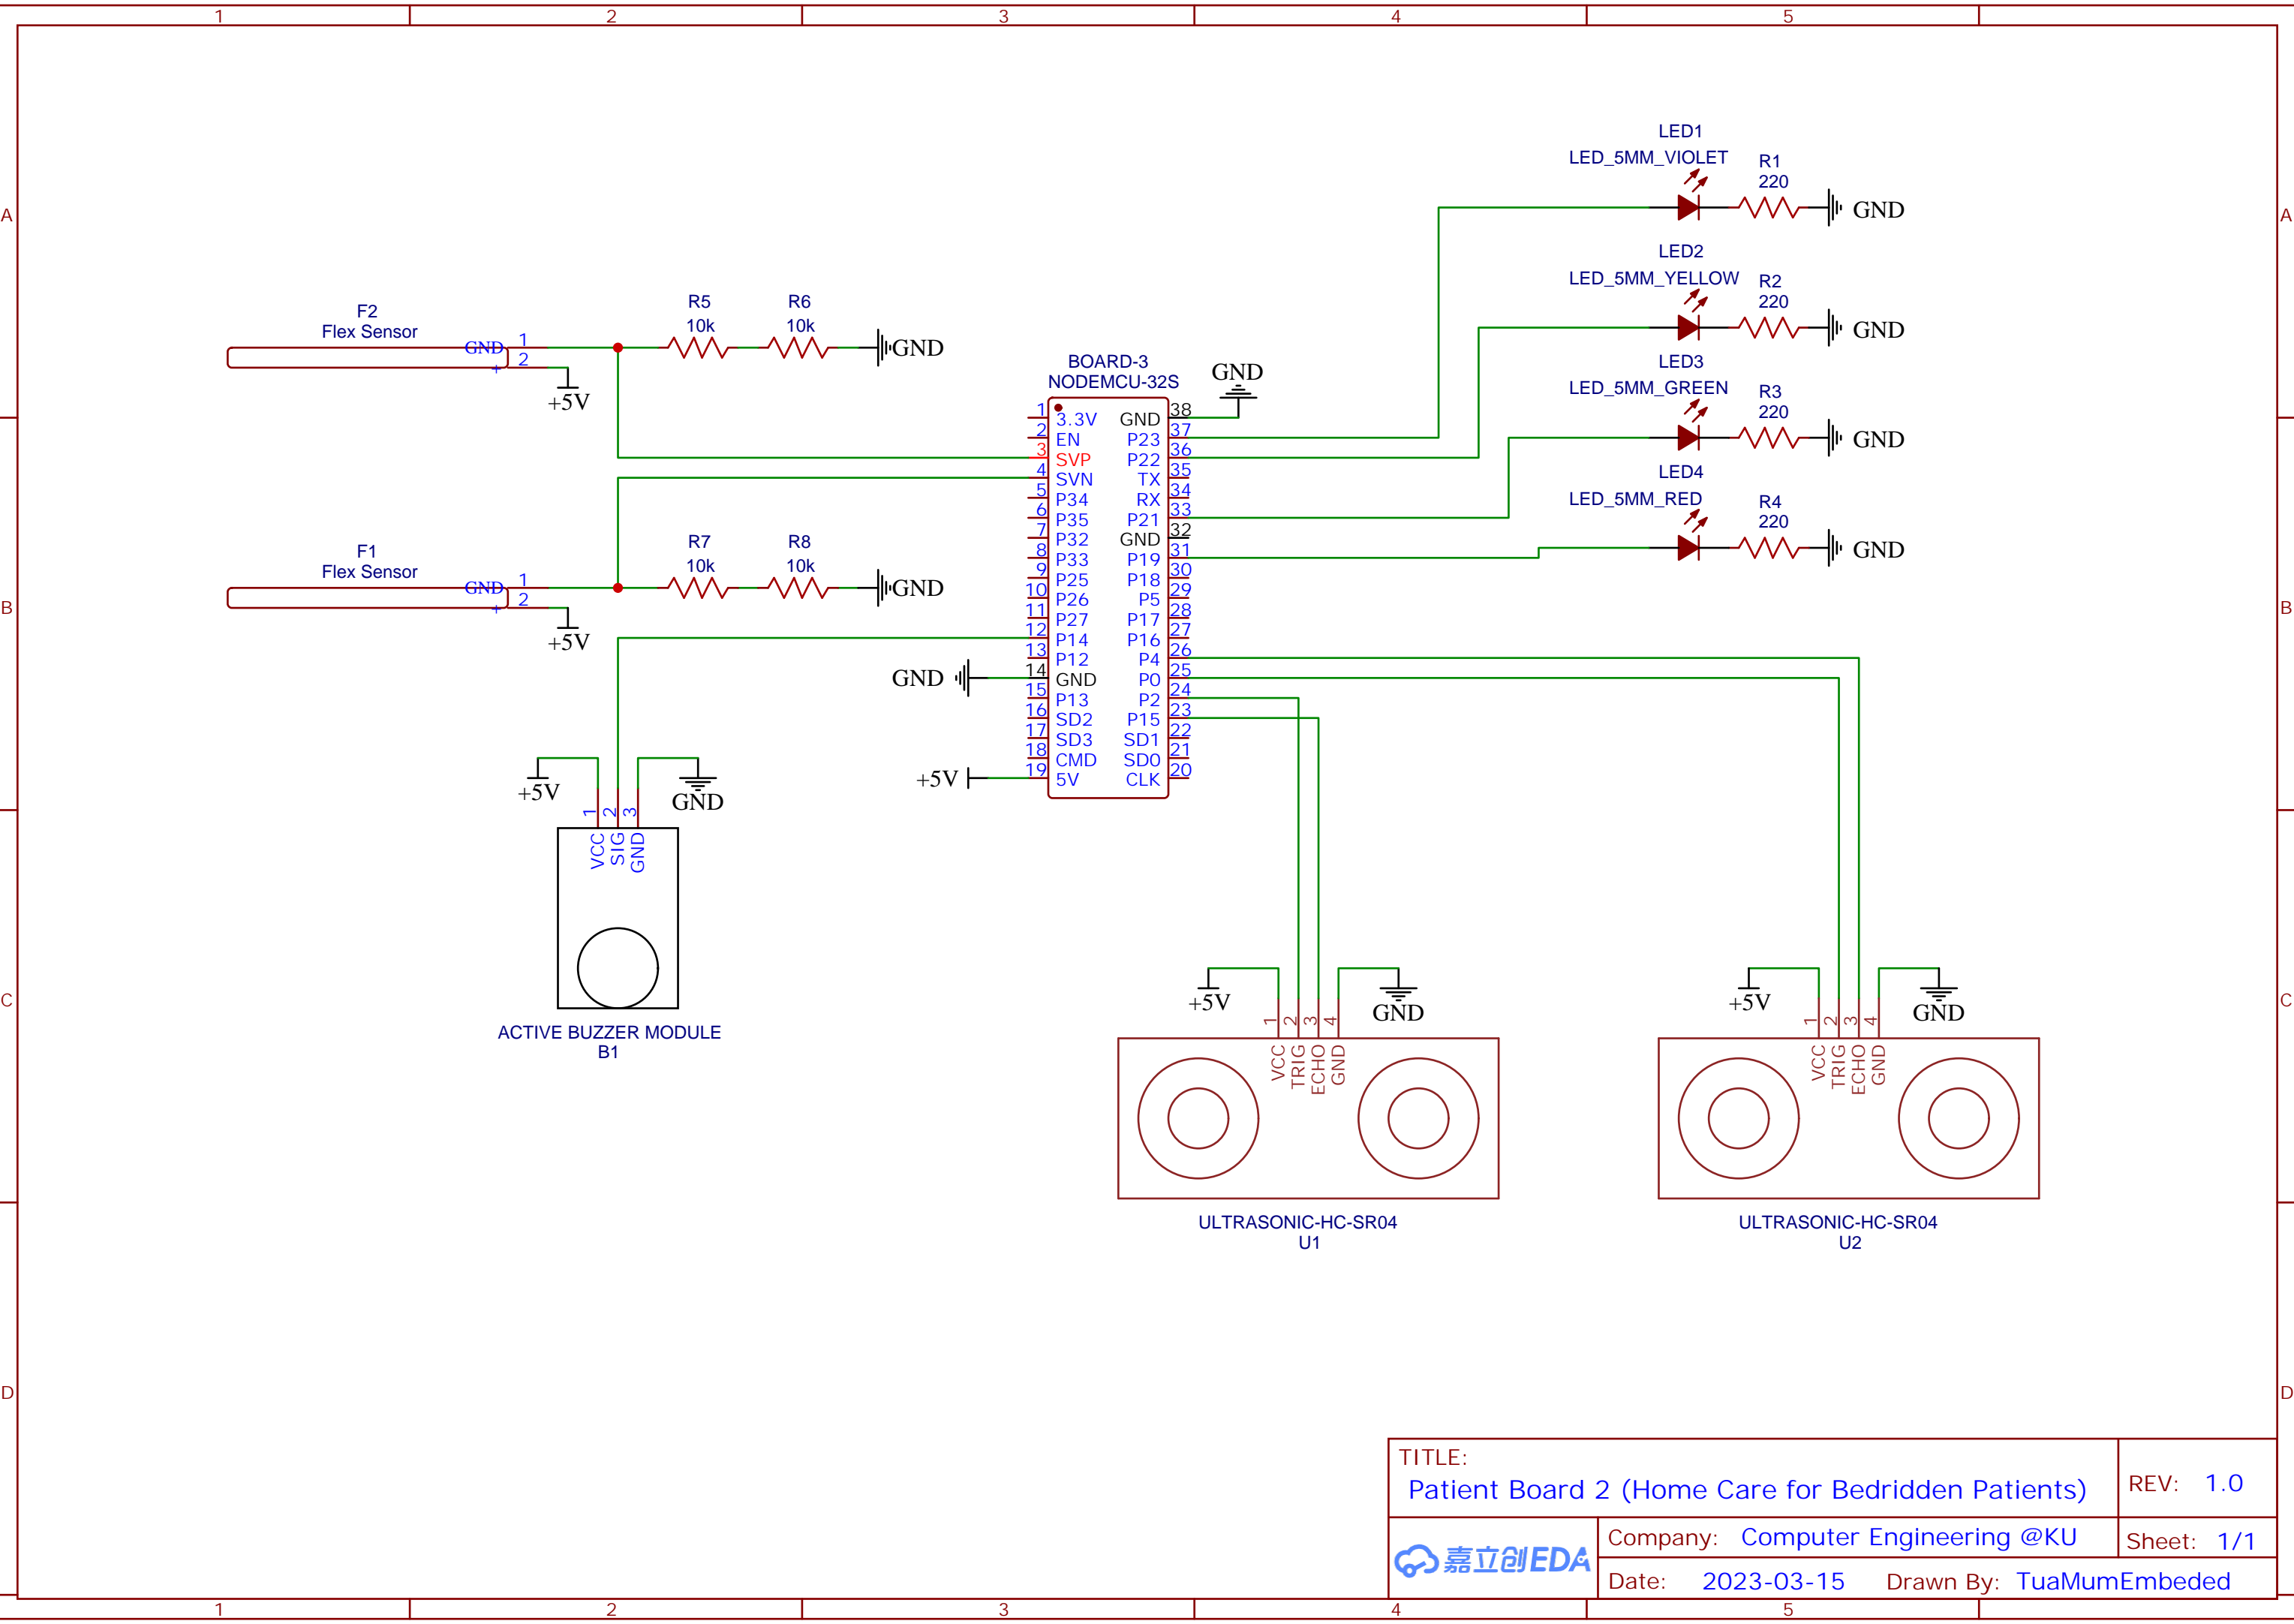 1 2 3 4 5
A A
B B
C C
D D
LED1
LED_5MM_VIOLET
R1
220
GND
LED2
LED_5MM_YELLOW
R2
220
GND
LED3
LED_5MM_GREEN
R3
220
GND
LED4
LED_5MM_RED
R4
220
GND
F2
Flex Sensor
GND 1
+ 2
+5V
R5
10k
R6
10k
GND
F1
Flex Sensor
GND 1
+ 2
+5V
R7
10k
R8
10k
GND
BOARD-3
NODEMCU-32S
GND
1 3.3V GND 38
2 EN P23 37
3 SVP P22 36
4 SVN TX 35
5 P34 RX 34
6 P35 P21 33
7 P32 GND 32
8 P33 P19 31
9 P25 P18 30
10 P26 P5 29
11 P27 P17 28
12 P14 P16 27
13 P12 P4 26
GND 14 GND P0 25
15 P13 P2 24
16 SD2 P15 23
17 SD3 SD1 22
18 CMD SD0 21
+5V 19 5V CLK 20
+5V
GND
1 2 3
VCC SIG GND
ACTIVE BUZZER MODULE
B1
+5V
GND
1 2 3 4
VCC TRIG ECHO GND
ULTRASONIC-HC-SR04
U1
+5V
GND
1 2 3 4
VCC TRIG ECHO GND
ULTRASONIC-HC-SR04
U2
TITLE:
Patient Board 2 (Home Care for Bedridden Patients)
REV: 1.0
嘉立创EDA
Company: Computer Engineering @KU
Sheet: 1/1
Date: 2023-03-15 Drawn By: TuaMumEmbeded
1 2 3 4 5